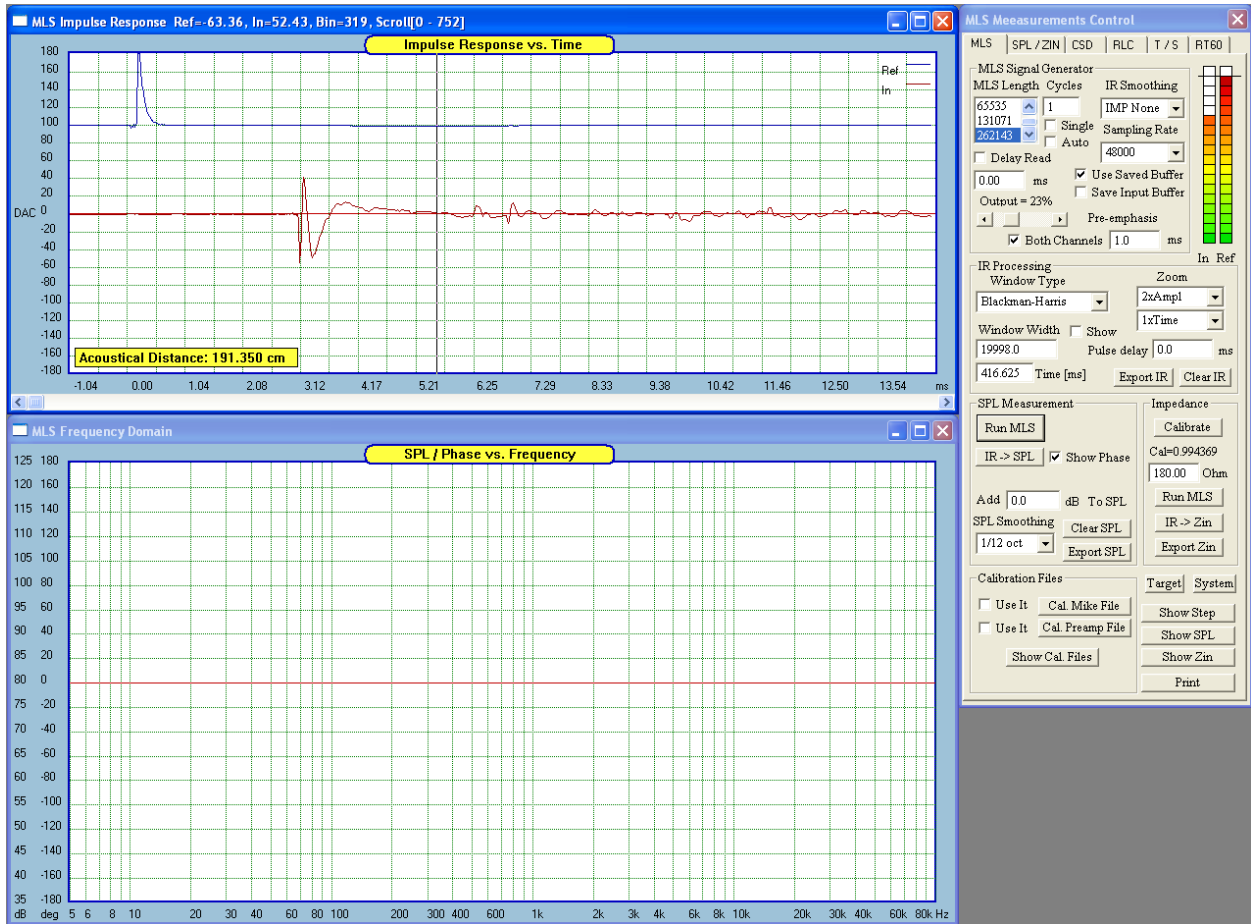 MLS Impulse Response Ref=-63.36, In=52.43, Bin=319, Scroll[0 - 752]
Impulse Response vs. Time
180
160
140
120
100
80
60
40
20
DAC 0
-20
-40
-60
-80
-100
-120
-140
-160
-180
Ref
In
Acoustical Distance: 191.350 cm
-1.04 0.00 1.04 2.08 3.12 4.17 5.21 6.25 7.29 8.33 9.38 10.42 11.46 12.50 13.54 ms
MLS Frequency Domain
SPL / Phase vs. Frequency
125 180
120 160
115 140
110 120
105 100
100 80
95 60
90 40
85 20
80 0
75 -20
70 -40
65 -60
60 -80
55 -100
50 -120
45 -140
40 -160
35 -180
dB deg 5 6 8 10 20 30 40 60 80 100 200 300 400 600 1k 2k 3k 4k 6k 8k 10k 20k 30k 40k 60k 80k Hz
MLS Meeasurements Control
MLS SPL / ZIN CSD RLC T / S RT60
MLS Signal Generator
MLS Length Cycles IR Smoothing
65535 1 IMP None
131071 Single Sampling Rate
262143 Auto 48000
Delay Read
0.00 ms Use Saved Buffer
Save Input Buffer
Output = 23%
Pre-emphasis
Both Channels 1.0 ms
In Ref
IR Processing
Window Type Zoom
Blackman-Harris 2xAmpl
1xTime
Window Width Show
19998.0 Pulse delay 0.0 ms
416.625 Time [ms] Export IR Clear IR
SPL Measurement
Run MLS
IR -> SPL Show Phase
Add 0.0 dB To SPL
SPL Smoothing Clear SPL
1/12 oct Export SPL
Impedance
Calibrate
Cal=0.994369
180.00 Ohm
Run MLS
IR -> Zin
Export Zin
Calibration Files
Use It Cal. Mike File
Use It Cal. Preamp File
Show Cal. Files
Target System
Show Step
Show SPL
Show Zin
Print